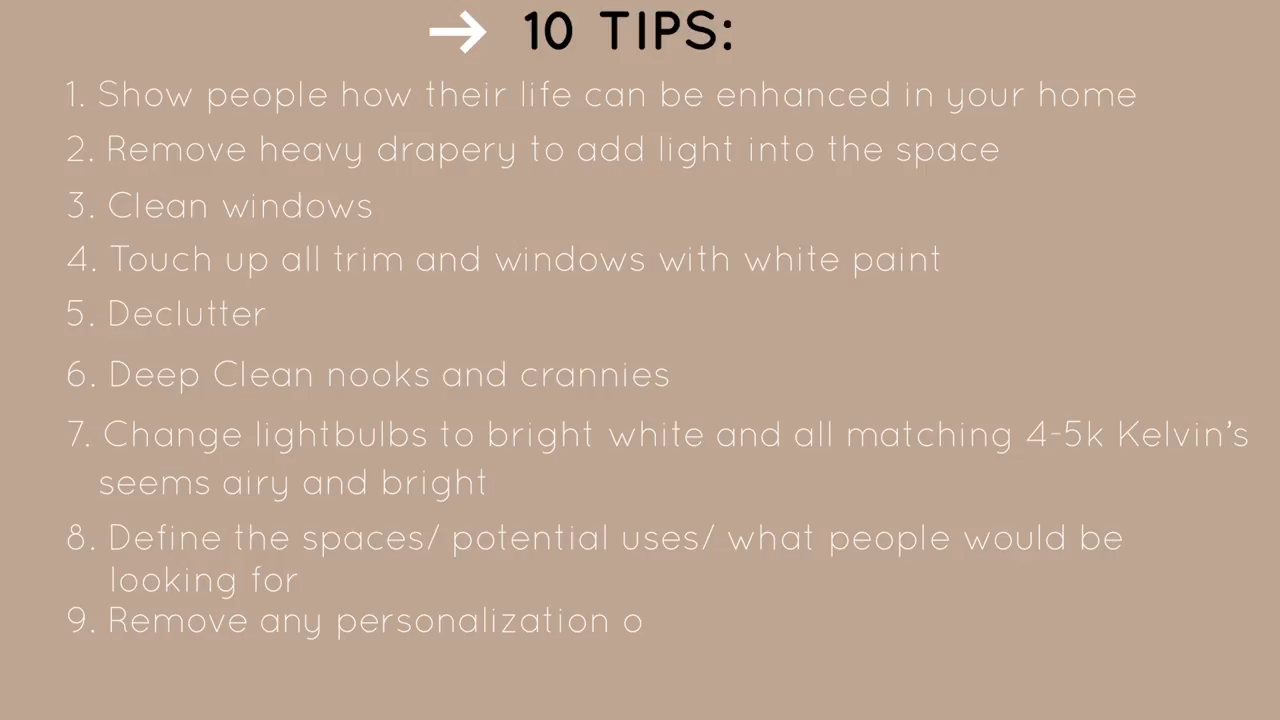 → 10 TIPS:
1. Show people how their life can be enhanced in your home
2. Remove heavy drapery to add light into the space
3. Clean windows
4. Touch up all trim and windows with white paint
5. Declutter
6. Deep Clean nooks and crannies
7. Change lightbulbs to bright white and all matching 4-5k Kelvin's
seems airy and bright
8. Define the spaces/ potential uses/ what people would be
looking for
9. Remove any personalization o